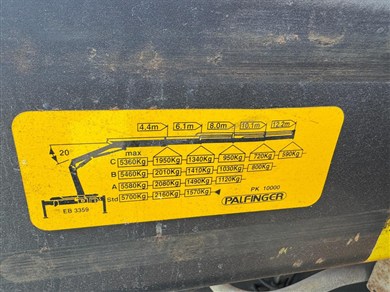 4.4m 6.1m 8.0m 10.1m 12.2m
20° max
C 5360Kg 1950Kg 1340Kg 950Kg 720Kg 590Kg
B 5460Kg 2010Kg 1410Kg 1030Kg 800Kg
A 5580Kg 2080Kg 1490Kg 1120Kg
Std 5700Kg 2160Kg 1570Kg
EB 3359
PK 10000
PALFINGER